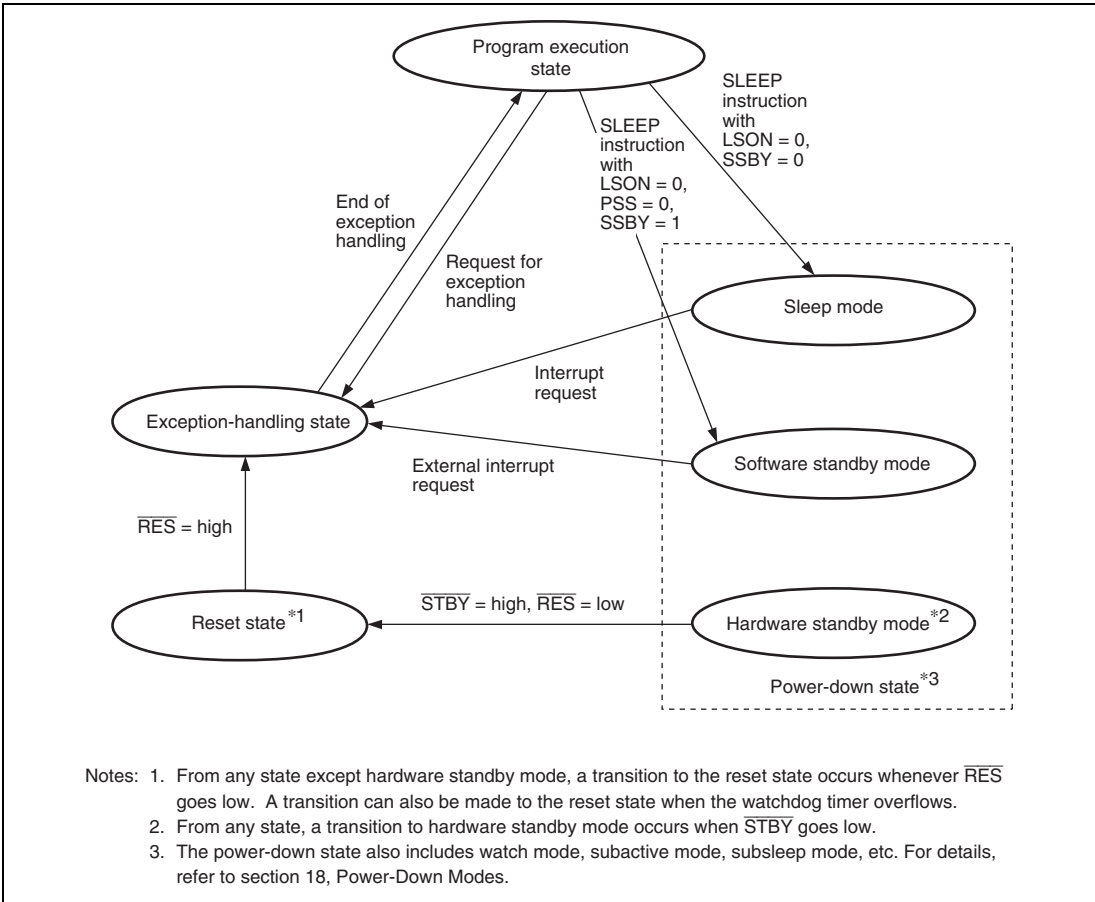 Program execution
state
SLEEP
instruction
with
LSON = 0,
SSBY = 0
SLEEP
instruction
with
LSON = 0,
PSS = 0,
SSBY = 1
End of
exception
handling
Request for
exception
handling
Sleep mode
Interrupt
request
Exception-handling state
Software standby mode
External interrupt
request
R̅E̅S̅ = high
S̅T̅B̅Y̅ = high, R̅E̅S̅ = low
Reset state*1
Hardware standby mode*2
Power-down state*3
Notes: 1. From any state except hardware standby mode, a transition to the reset state occurs whenever R̅E̅S̅
goes low. A transition can also be made to the reset state when the watchdog timer overflows.
2. From any state, a transition to hardware standby mode occurs when S̅T̅B̅Y̅ goes low.
3. The power-down state also includes watch mode, subactive mode, subsleep mode, etc. For details,
refer to section 18, Power-Down Modes.